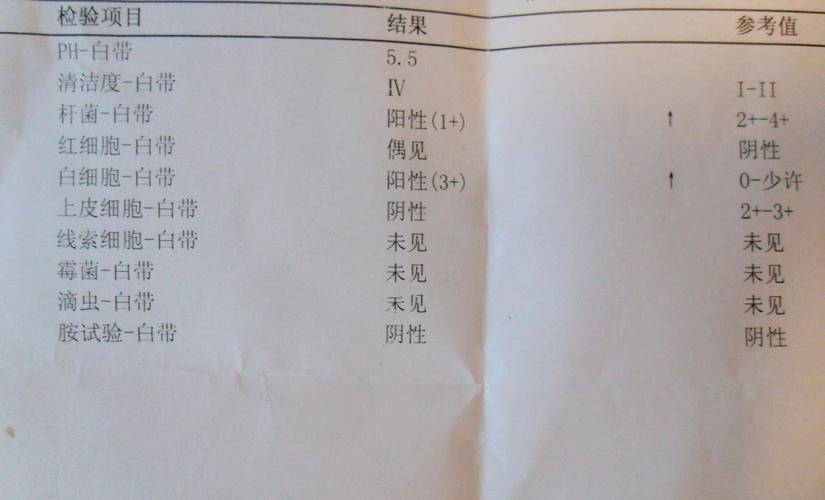 检验项目 结果 参考值
PH-白带 5.5
清洁度-白带 Ⅳ I-II
杆菌-白带 阳性(1+) ↑ 2+-4+
红细胞-白带 偶见 阴性
白细胞-白带 阳性(3+) ↑ 0-少许
上皮细胞-白带 阴性 2+-3+
线索细胞-白带 未见 未见
霉菌-白带 未见 未见
滴虫-白带 未见 未见
胺试验-白带 阴性 阴性